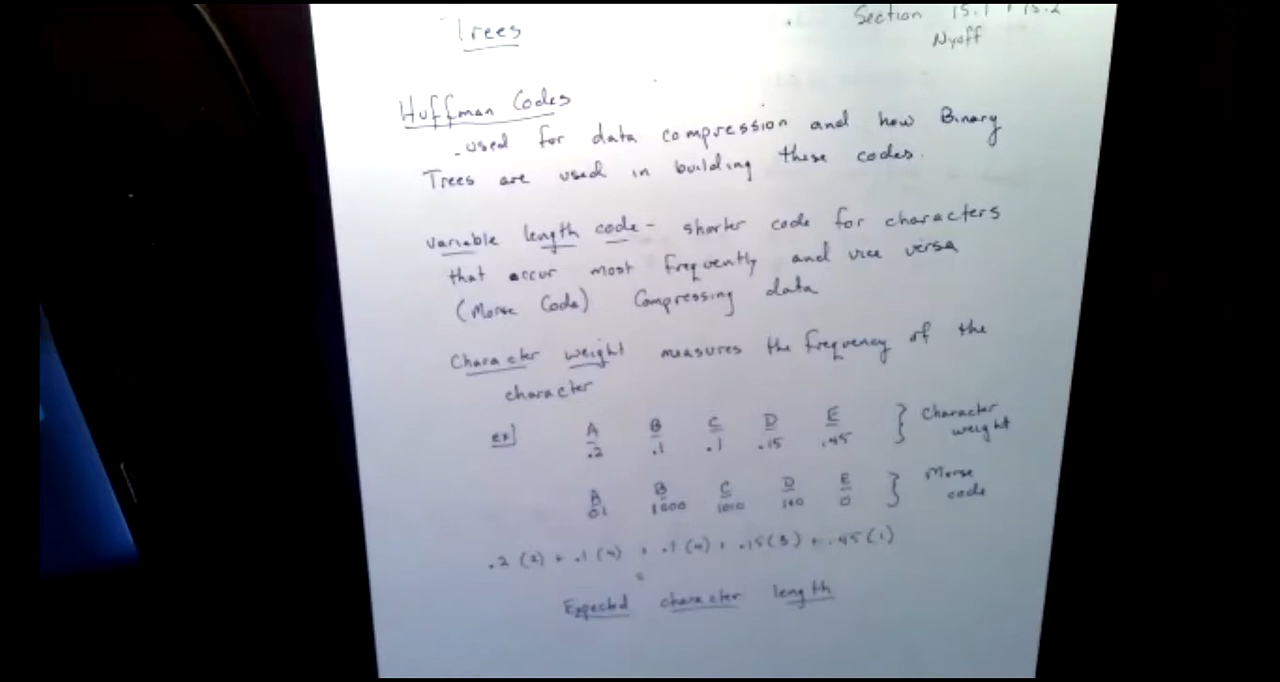 Trees
Section 15.1 + 15.2
Nyoff
Huffman Codes
- used for data compression and how Binary
Trees are used in building these codes.
Variable length code - shorter code for characters
that occur most frequently and vice versa
(Morse Code) Compressing data
Character weight measures the frequency of the
character
ex] A B C D E } Character
.2 .1 .1 .15 .45 weight
A B C D E } Morse
01 1000 1010 100 0 code
.2 (2) + .1 (4) + .1 (4) + .15 (3) + .45 (1)
=
Expected character length